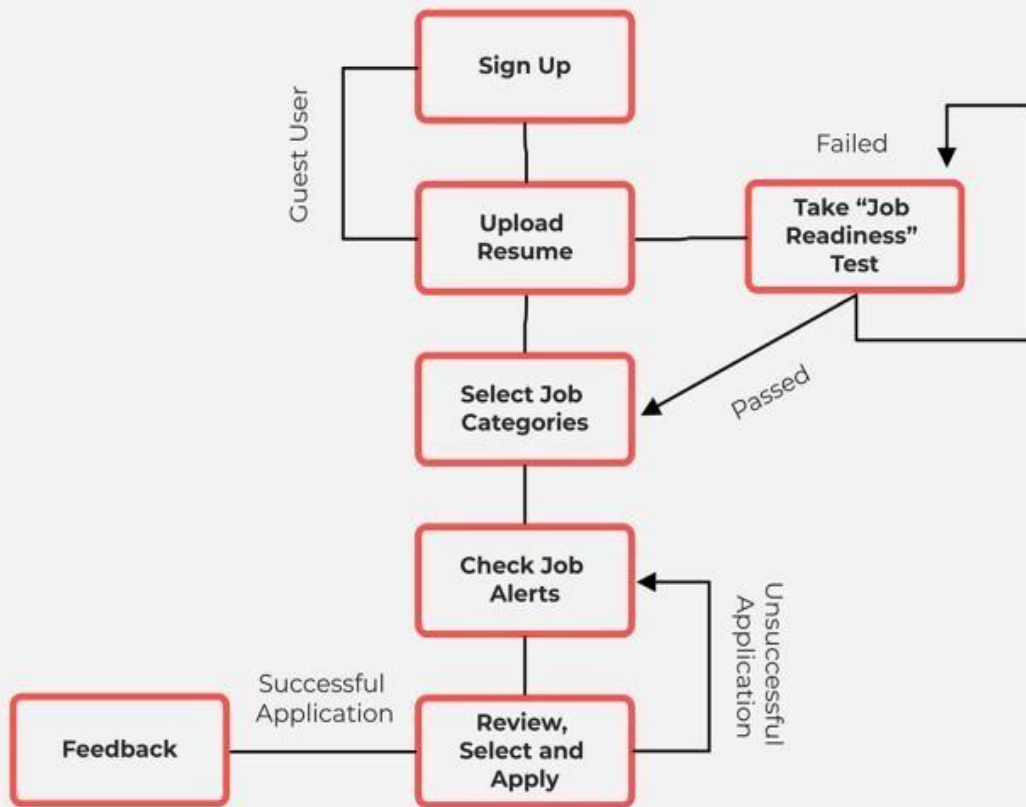 Sign Up
Guest User
Failed
Upload
Resume
Take “Job
Readiness”
Test
Select Job
Categories
Passed
Check Job
Alerts
Unsuccessful
Application
Successful
Application
Feedback
Review,
Select and
Apply